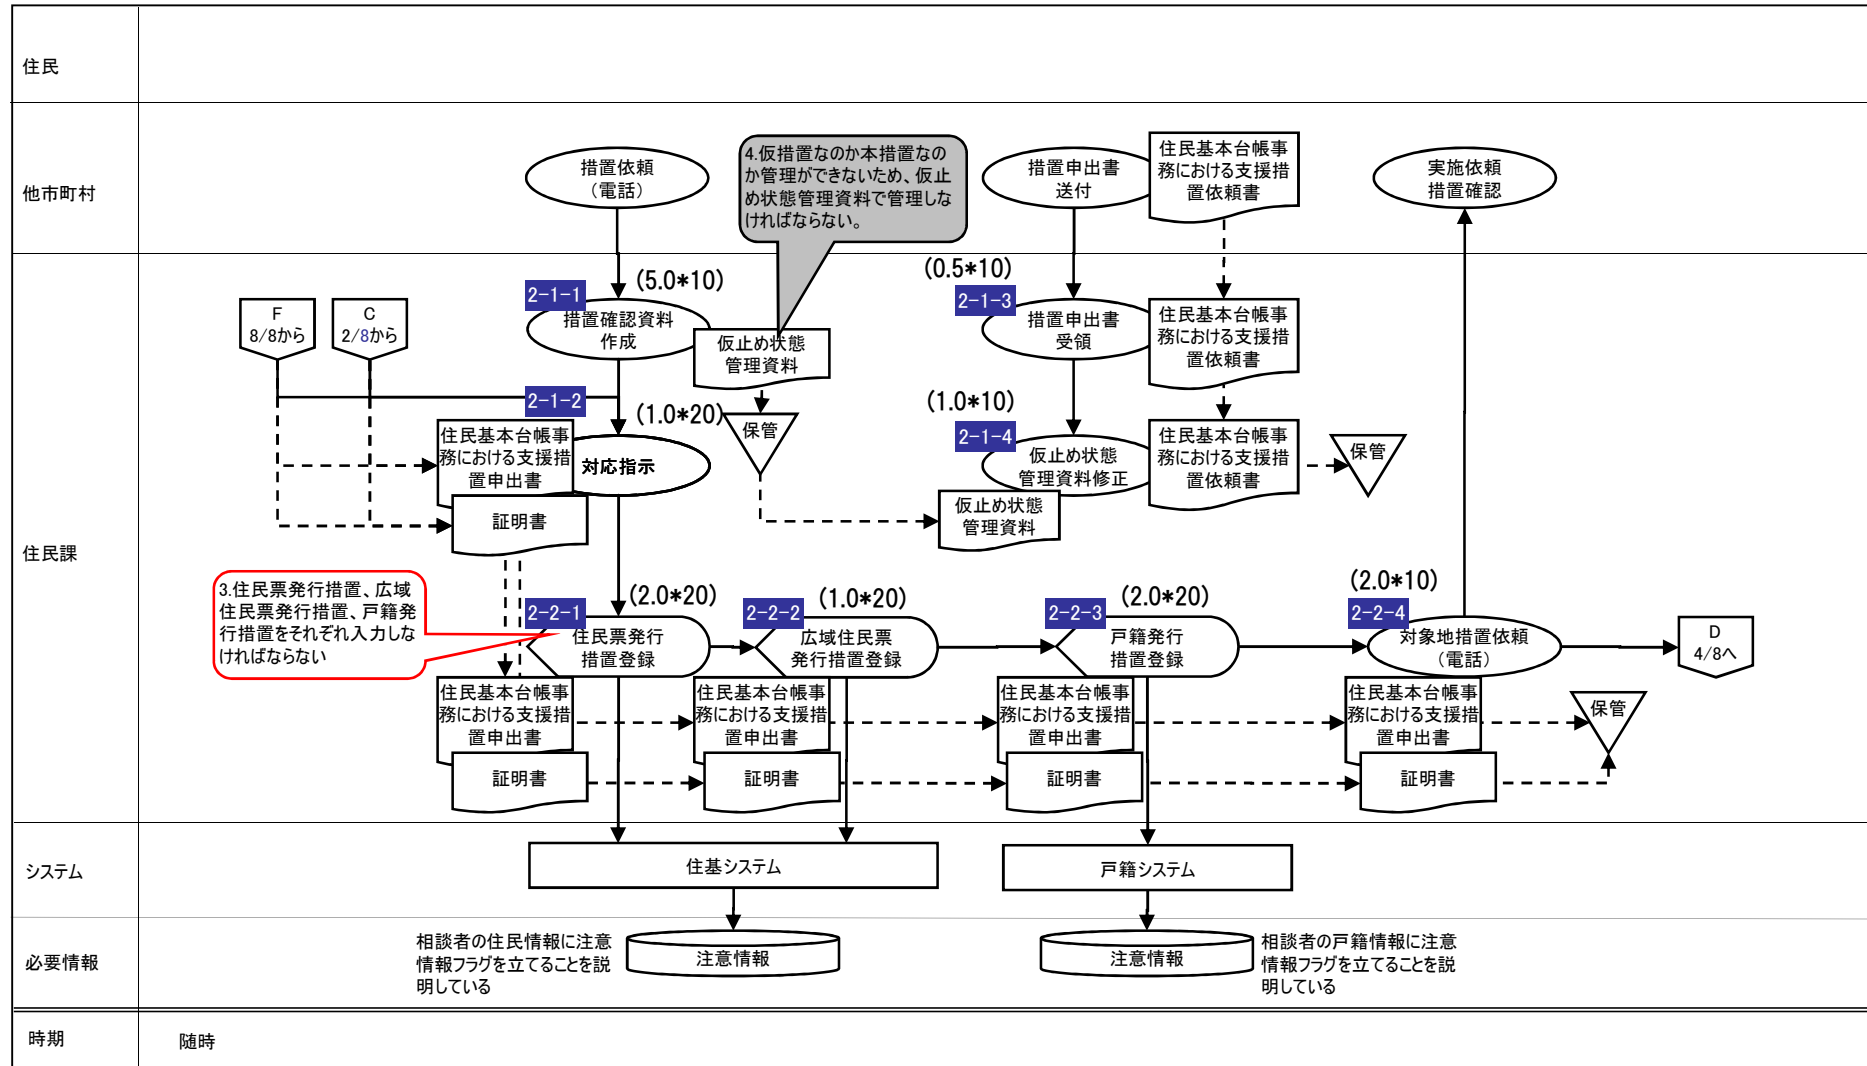 住民
他市町村
措置依頼
（電話）
4.仮措置なのか本措置なの
か管理ができないため、仮止
め状態管理資料で管理しな
ければならない。
措置申出書
送付
住民基本台帳事
務における支援措
置依頼書
実施依頼
措置確認
住民課
F
8/8から
C
2/8から
2-1-1
(5.0*10)
措置確認資料
作成
仮止め状態
管理資料
保管
(0.5*10)
2-1-3
措置申出書
受領
住民基本台帳事
務における支援措
置依頼書
2-1-2
(1.0*20)
住民基本台帳事
務における支援措
置申出書
対応指示
証明書
(1.0*10)
2-1-4
仮止め状態
管理資料修正
住民基本台帳事
務における支援措
置依頼書
保管
仮止め状態
管理資料
3.住民票発行措置、広域
住民票発行措置、戸籍発
行措置をそれぞれ入力しな
ければならない
2-2-1
(2.0*20)
住民票発行
措置登録
2-2-2
(1.0*20)
広域住民票
発行措置登録
2-2-3
(2.0*20)
戸籍発行
措置登録
(2.0*10)
2-2-4
対象地措置依頼
（電話）
D
4/8へ
住民基本台帳事
務における支援措
置申出書
住民基本台帳事
務における支援措
置申出書
住民基本台帳事
務における支援措
置申出書
住民基本台帳事
務における支援措
置申出書
保管
証明書
証明書
証明書
証明書
システム
住基システム
戸籍システム
必要情報
相談者の住民情報に注意
情報フラグを立てることを説
明している
注意情報
注意情報
相談者の戸籍情報に注意
情報フラグを立てることを説
明している
時期
随時